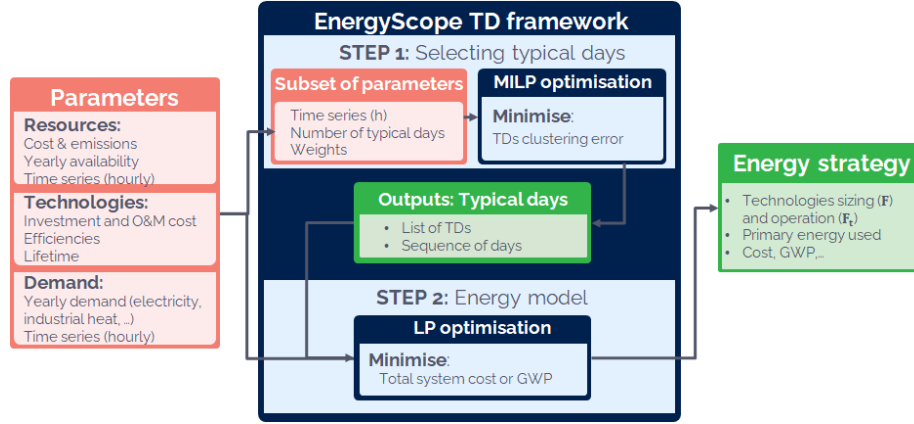 EnergyScope TD framework
STEP 1: Selecting typical days
Parameters
Resources:
Cost & emissions
Yearly availability
Time series (hourly)
Technologies:
Investment and O&M cost
Efficiencies
Lifetime
Demand:
Yearly demand (electricity,
industrial heat, ...)
Time series (hourly)
Subset of parameters
Time series (h)
Number of typical days
Weights
MILP optimisation
Minimise:
TDs clustering error
Outputs: Typical days
• List of TDs
• Sequence of days
STEP 2: Energy model
LP optimisation
Minimise:
Total system cost or GWP
Energy strategy
• Technologies sizing (F)
and operation (Fₜ)
• Primary energy used
• Cost, GWP,...